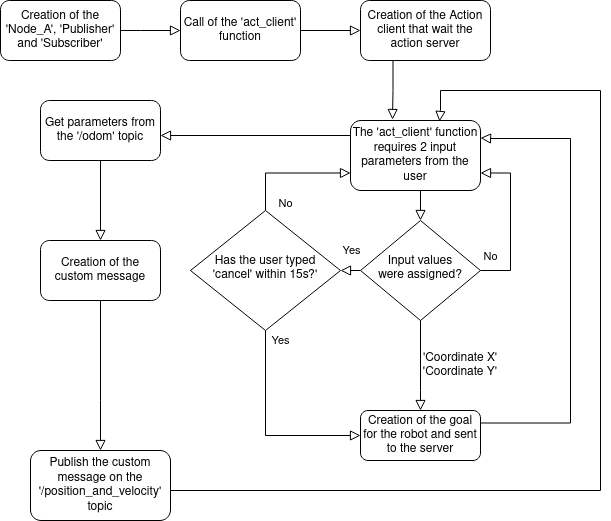 Creation of the
'Node_A', 'Publisher'
and 'Subscriber'
Call of the 'act_client'
function
Creation of the Action
client that wait the
action server
Get parameters from
the '/odom' topic
The 'act_client' function
requires 2 input
parameters from the
user
No
Creation of the
custom message
Has the user typed
'cancel' within 15s?'
Yes
Input values
were assigned?
No
Yes
'Coordinate X'
'Coordinate Y'
Creation of the goal
for the robot and sent
to the server
Publish the custom
message on the
'/position_and_velocity'
topic